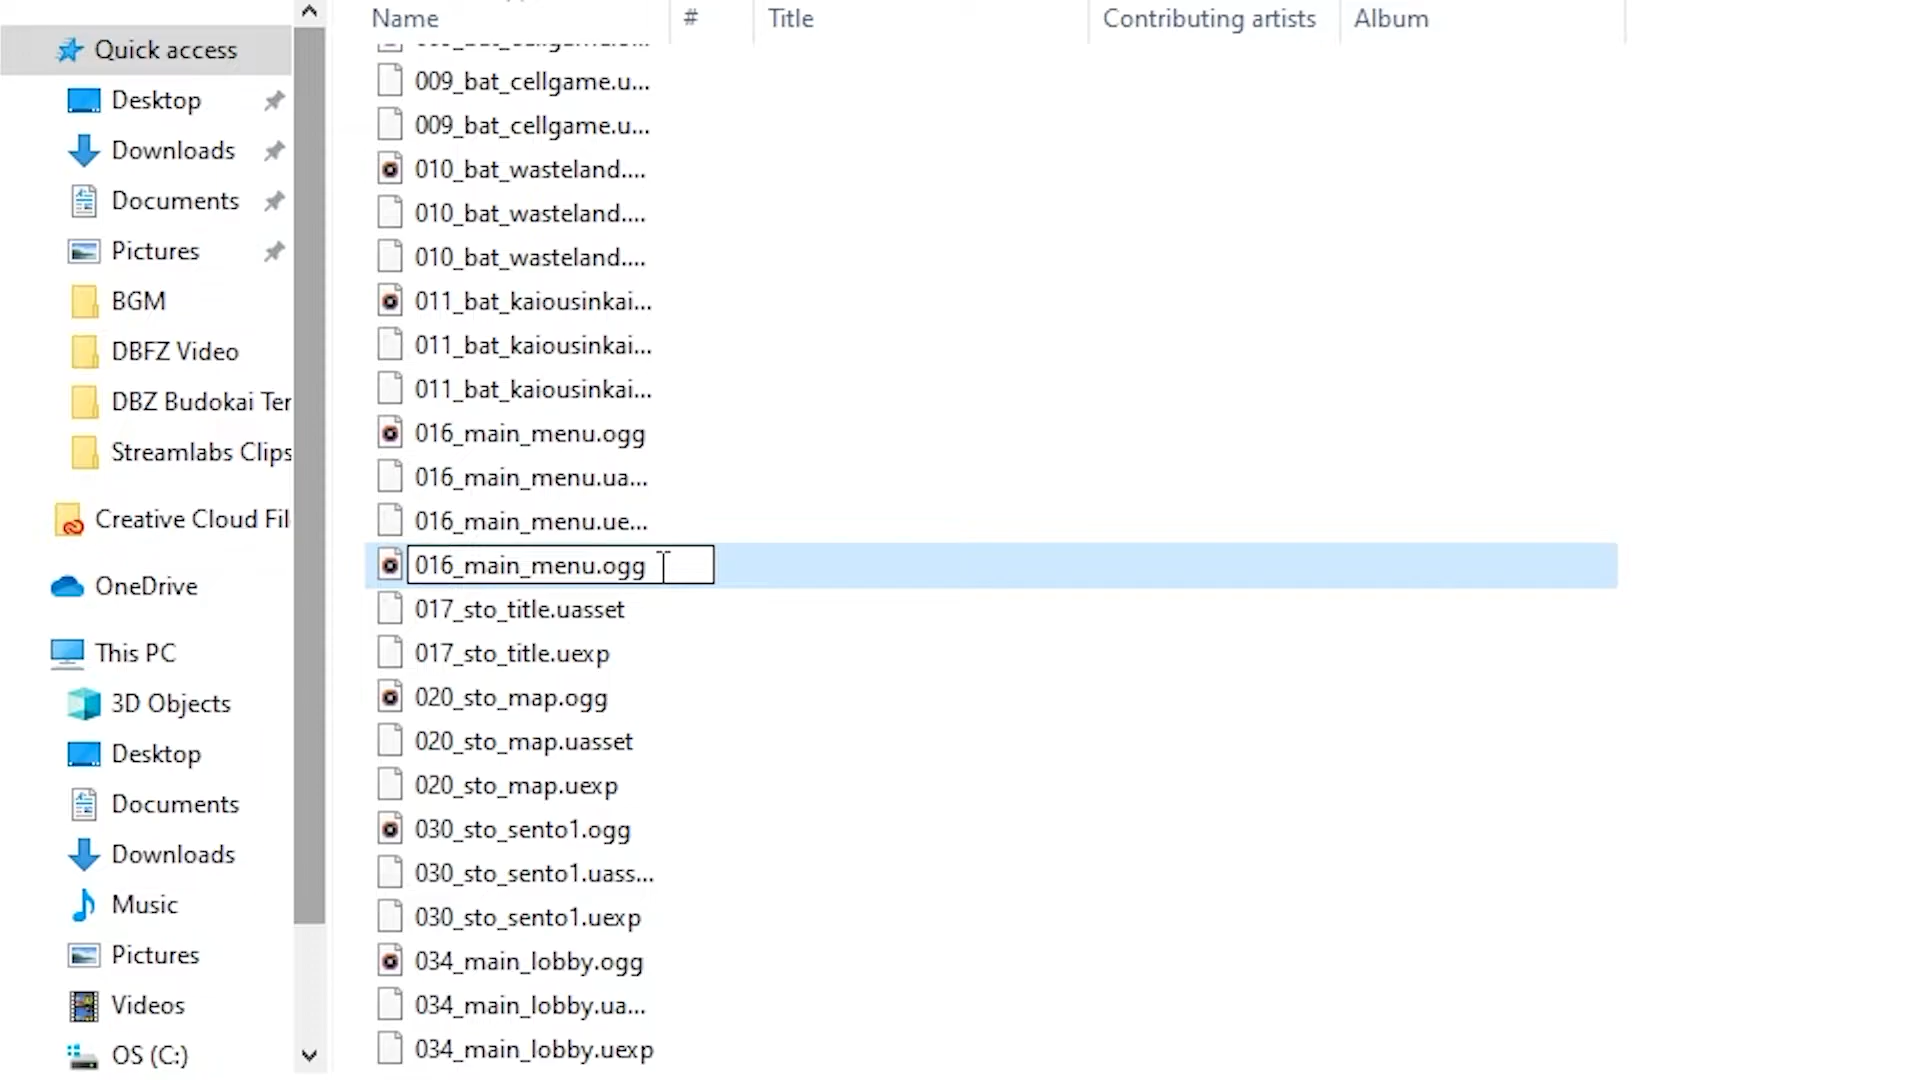 Name
#
Title
Contributing artists
Album
Quick access
Desktop
Downloads
Documents
Pictures
BGM
DBFZ Video
DBZ Budokai Ter
Streamlabs Clips
Creative Cloud Fil
OneDrive
This PC
3D Objects
Desktop
Documents
Downloads
Music
Pictures
Videos
OS (C:)
009_bat_cellgame.u...
009_bat_cellgame.u...
010_bat_wasteland....
010_bat_wasteland....
010_bat_wasteland....
011_bat_kaiousinkai...
011_bat_kaiousinkai...
011_bat_kaiousinkai...
016_main_menu.ogg
016_main_menu.ua...
016_main_menu.ue...
016_main_menu.ogg
017_sto_title.uasset
017_sto_title.uexp
020_sto_map.ogg
020_sto_map.uasset
020_sto_map.uexp
030_sto_sento1.ogg
030_sto_sento1.uass...
030_sto_sento1.uexp
034_main_lobby.ogg
034_main_lobby.ua...
034_main_lobby.uexp